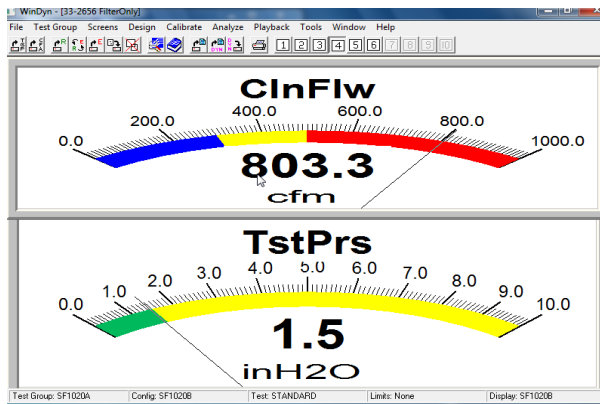 WinDyn - [33-2656 FilterOnly]
File Test Group Screens Design Calibrate Analyze Playback Tools Window Help
1 2 3 4 5 6 7 8 9 10
ClnFlw
0.0 200.0 400.0 600.0 800.0 1000.0
803.3
cfm
TstPrs
0.0 1.0 2.0 3.0 4.0 5.0 6.0 7.0 8.0 9.0 10.0
1.5
inH2O
Test Group: SF1020A Config: SF1020B Test: STANDARD Limits: None Display: SF1020B